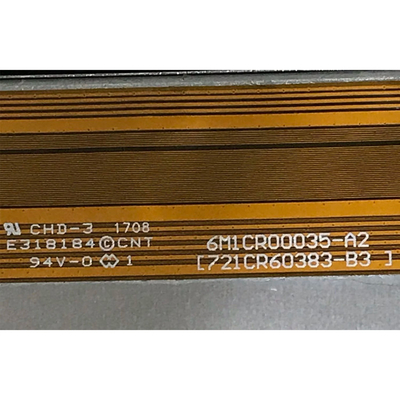 CHD-3 1708
E318184 © CNT
94V-0 1
6M1CR00035-A2
[721CR60383-B3 ]